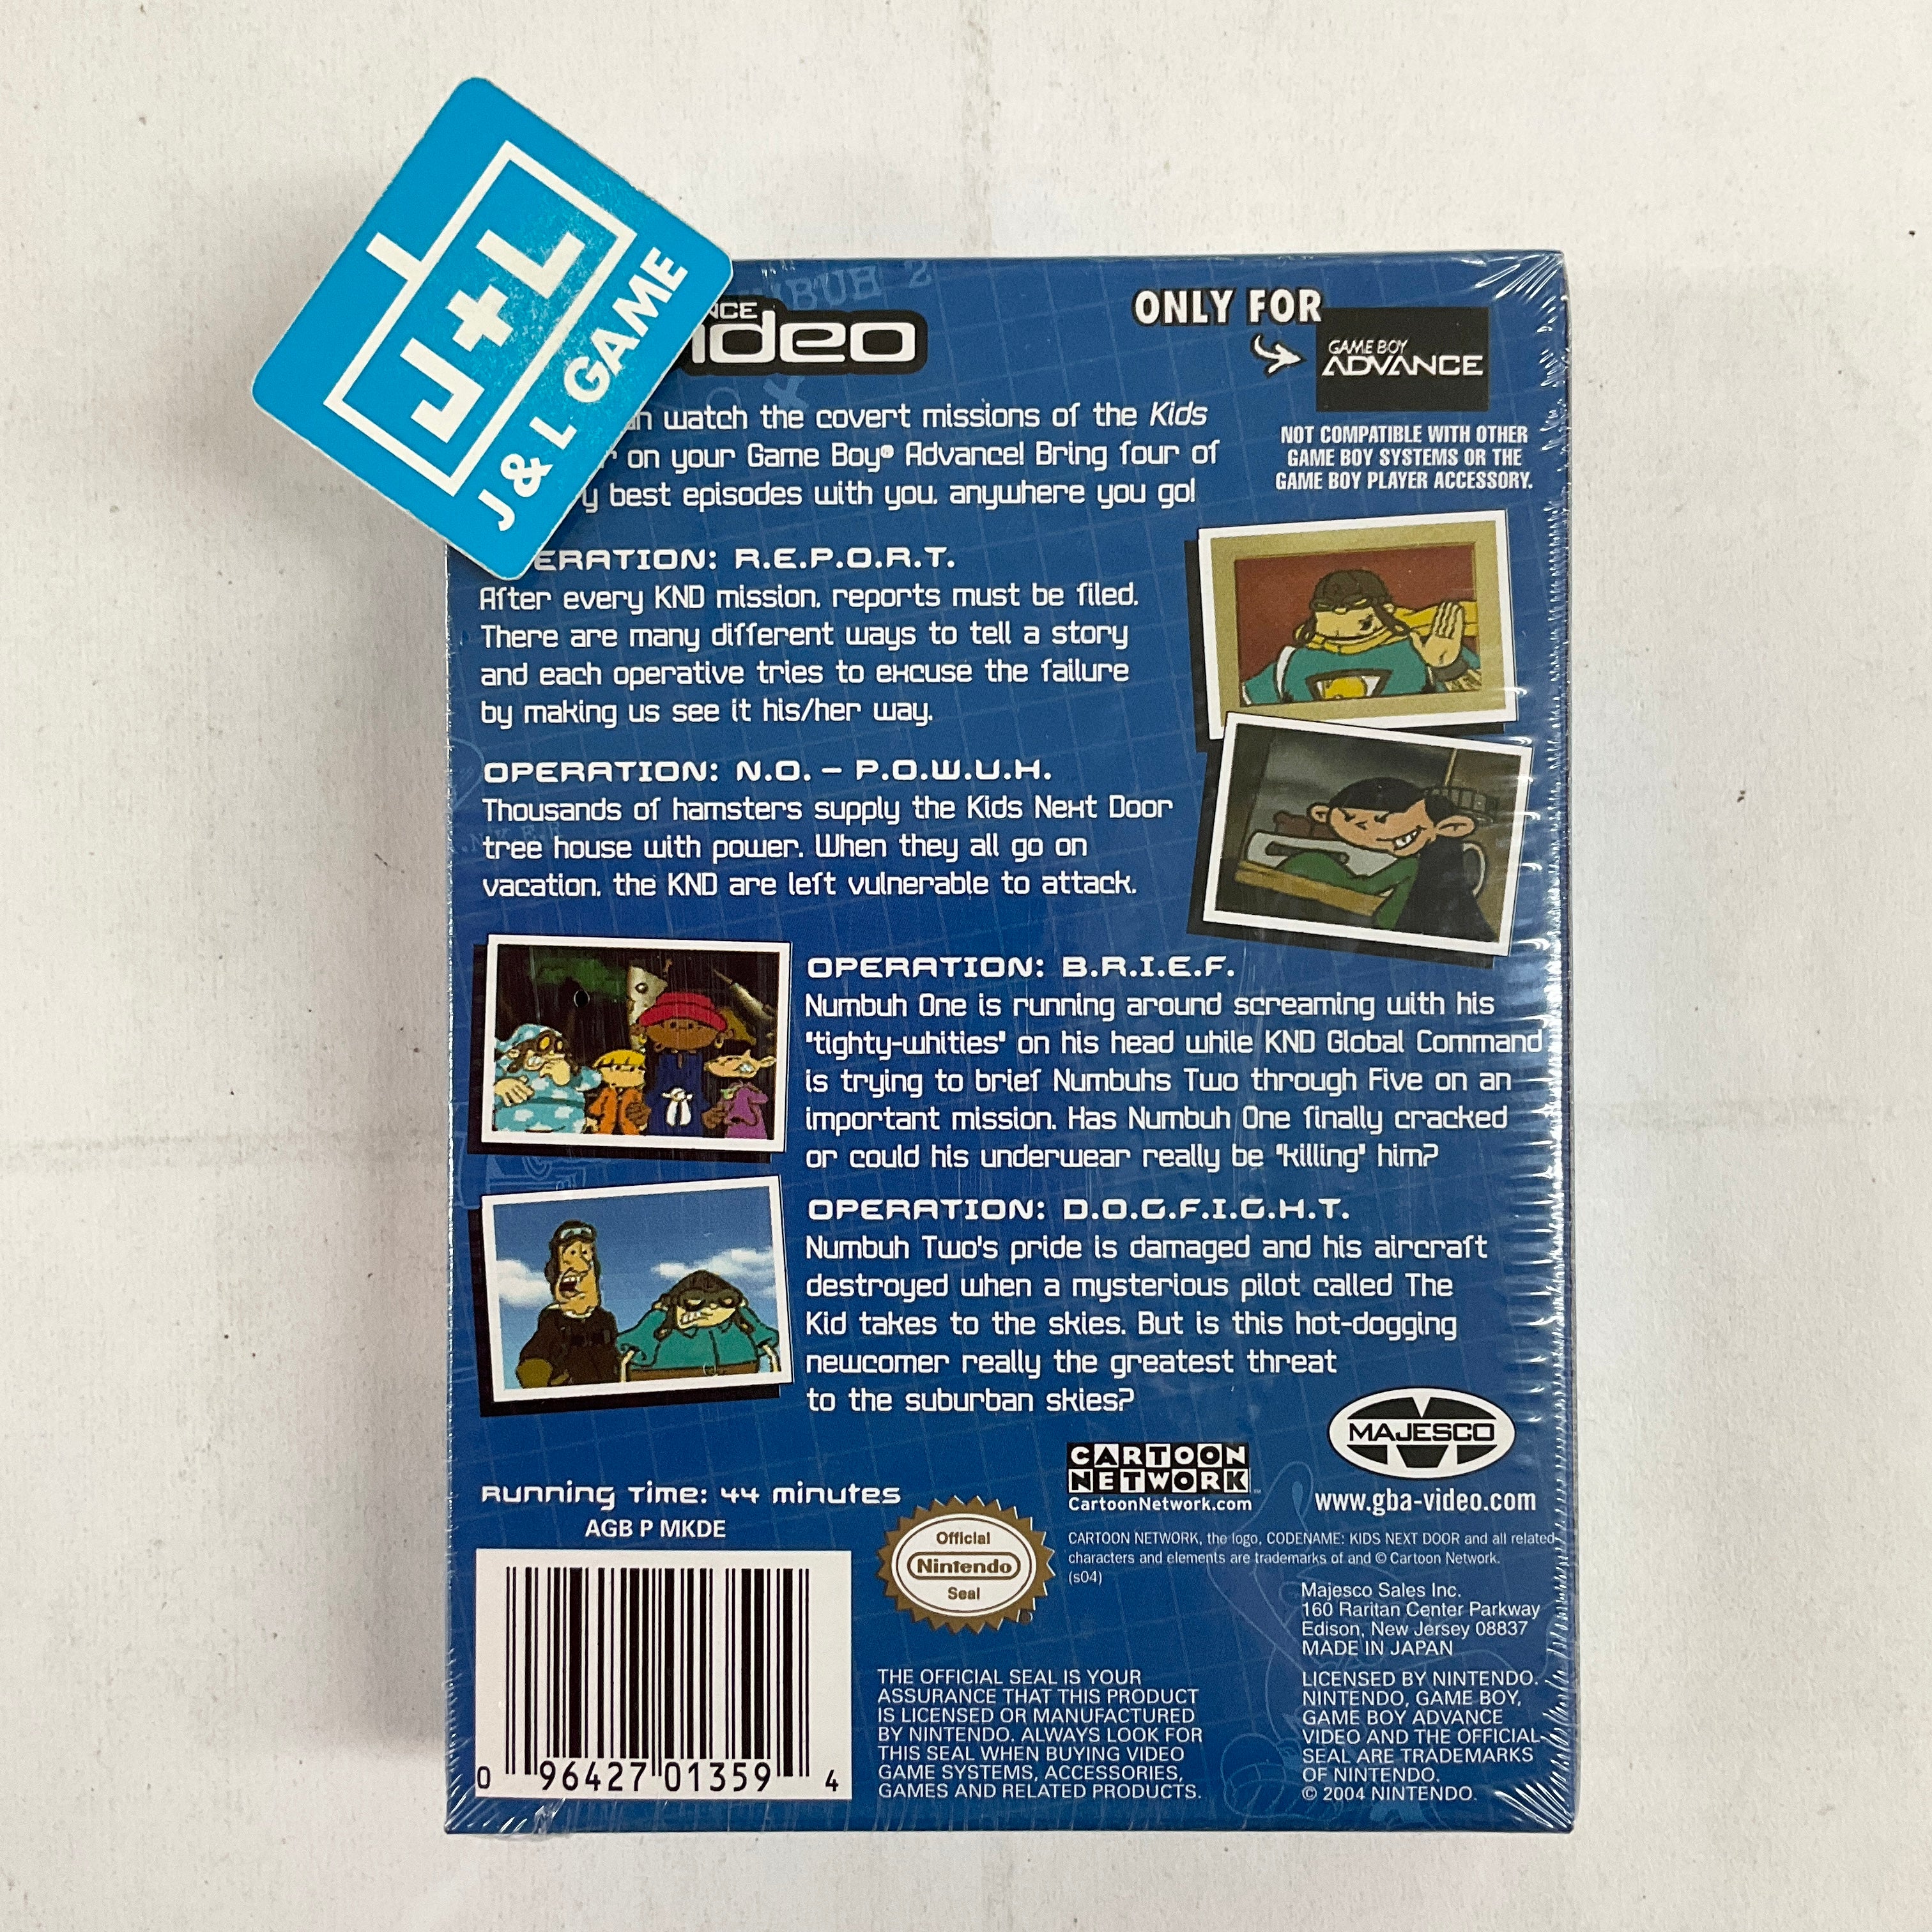 J+L
J & L GAME
ONLY FOR
GAME BOY
ADVANCE
NOT COMPATIBLE WITH OTHER
GAME BOY SYSTEMS OR THE
GAME BOY PLAYER ACCESSORY.
watch the covert missions of the Kids
on your Game Boy® Advance! Bring four of
best episodes with you, anywhere you go!
OPERATION: R.E.P.O.R.T.
After every KND mission, reports must be filed.
There are many different ways to tell a story
and each operative tries to excuse the failure
by making us see it his/her way.
OPERATION: N.O. – P.O.W.U.H.
Thousands of hamsters supply the Kids Next Door
tree house with power. When they all go on
vacation, the KND are left vulnerable to attack.
OPERATION: B.R.I.E.F.
Numbuh One is running around screaming with his
"tighty-whities" on his head while KND Global Command
is trying to brief Numbuhs Two through Five on an
important mission. Has Numbuh One finally cracked
or could his underwear really be "killing" him?
OPERATION: D.O.G.F.I.G.H.T.
Numbuh Two's pride is damaged and his aircraft
destroyed when a mysterious pilot called The
Kid takes to the skies. But is this hot-dogging
newcomer really the greatest threat
to the suburban skies?
MAJESCO
www.gba-video.com
CARTOON
NETWORK™
CartoonNetwork.com
Running Time: 44 minutes
AGB P MKDE
Official
Nintendo
Seal
CARTOON NETWORK, the logo, CODENAME: KIDS NEXT DOOR and all related
characters and elements are trademarks of and © Cartoon Network.
(s04)
Majesco Sales Inc.
160 Raritan Center Parkway
Edison, New Jersey 08837
MADE IN JAPAN
THE OFFICIAL SEAL IS YOUR
ASSURANCE THAT THIS PRODUCT
IS LICENSED OR MANUFACTURED
BY NINTENDO. ALWAYS LOOK FOR
THIS SEAL WHEN BUYING VIDEO
GAME SYSTEMS, ACCESSORIES,
GAMES AND RELATED PRODUCTS.
LICENSED BY NINTENDO.
NINTENDO, GAME BOY,
GAME BOY ADVANCE
VIDEO AND THE OFFICIAL
SEAL ARE TRADEMARKS
OF NINTENDO.
© 2004 NINTENDO.
0 96427 01359 4